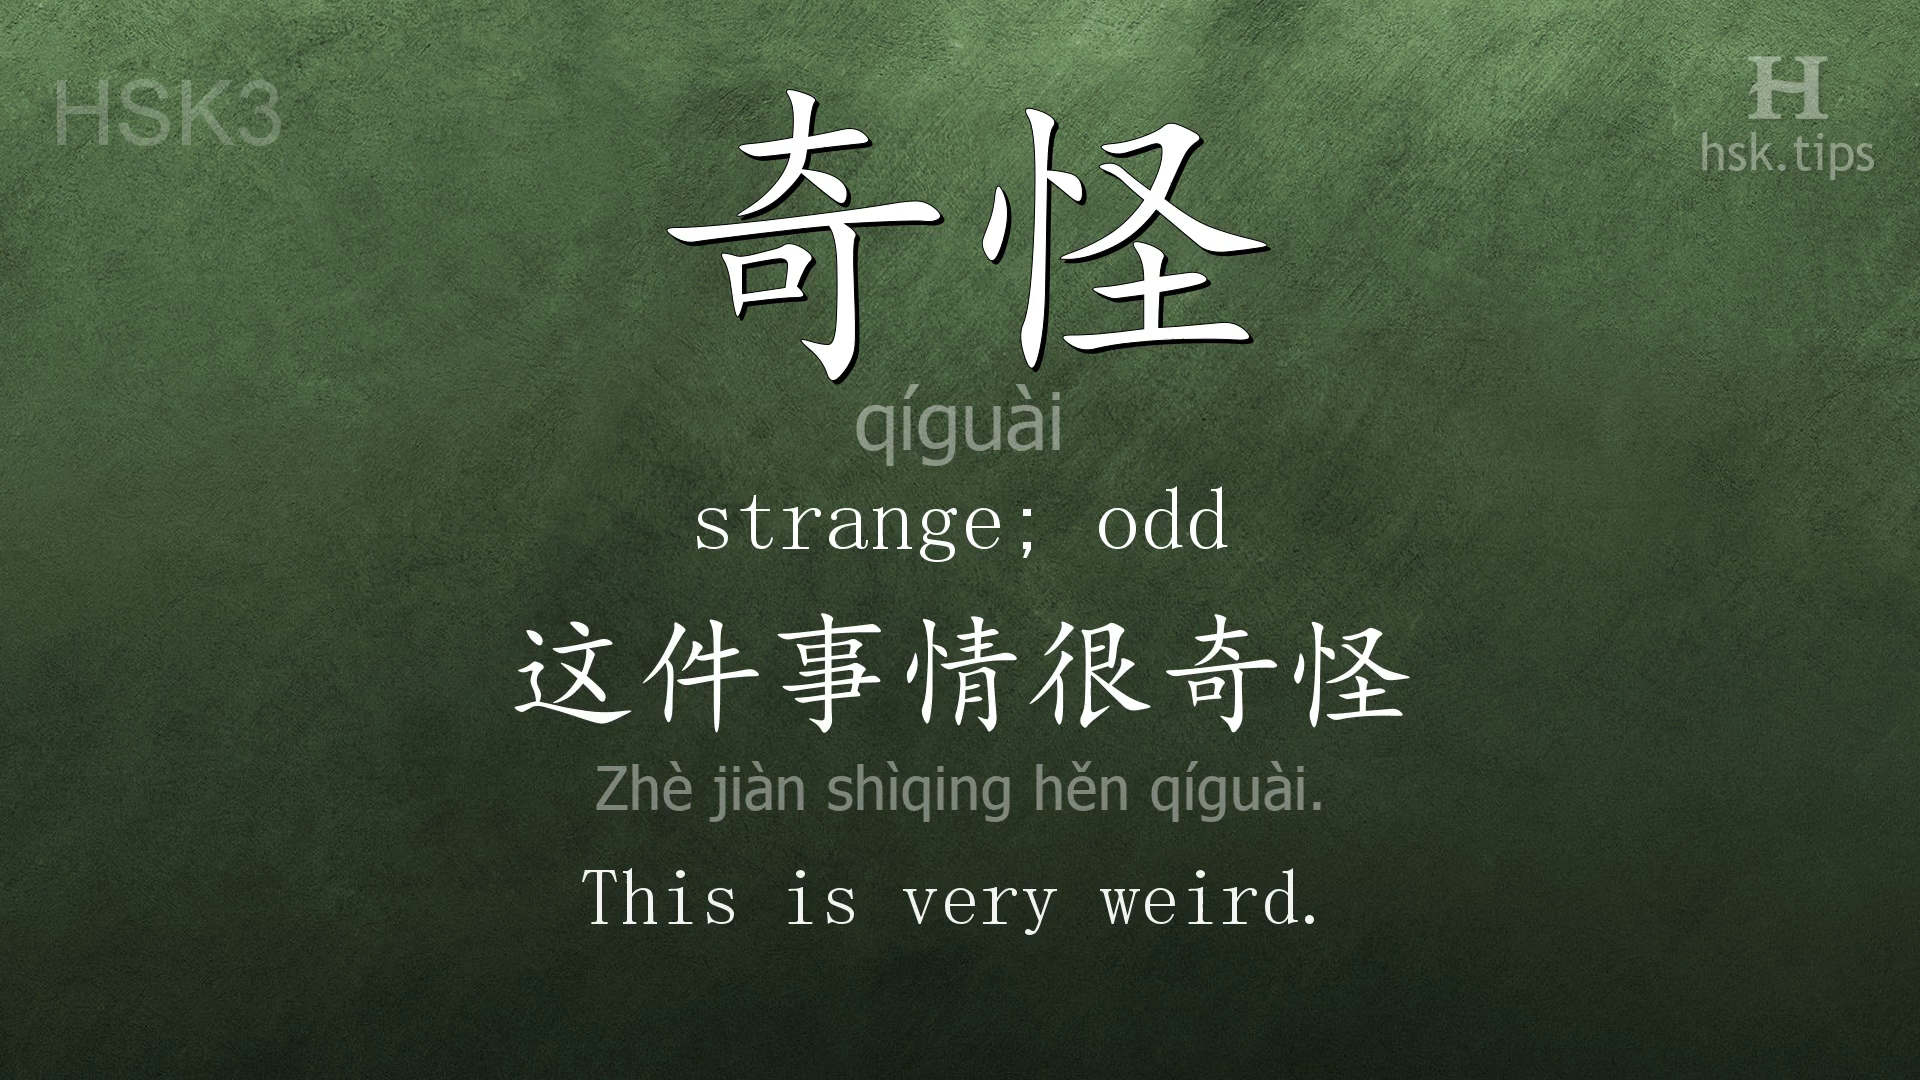 HSK3
H
hsk.tips
奇怪
qíguài
strange; odd
这件事情很奇怪
Zhè jiàn shìqing hěn qíguài.
This is very weird.